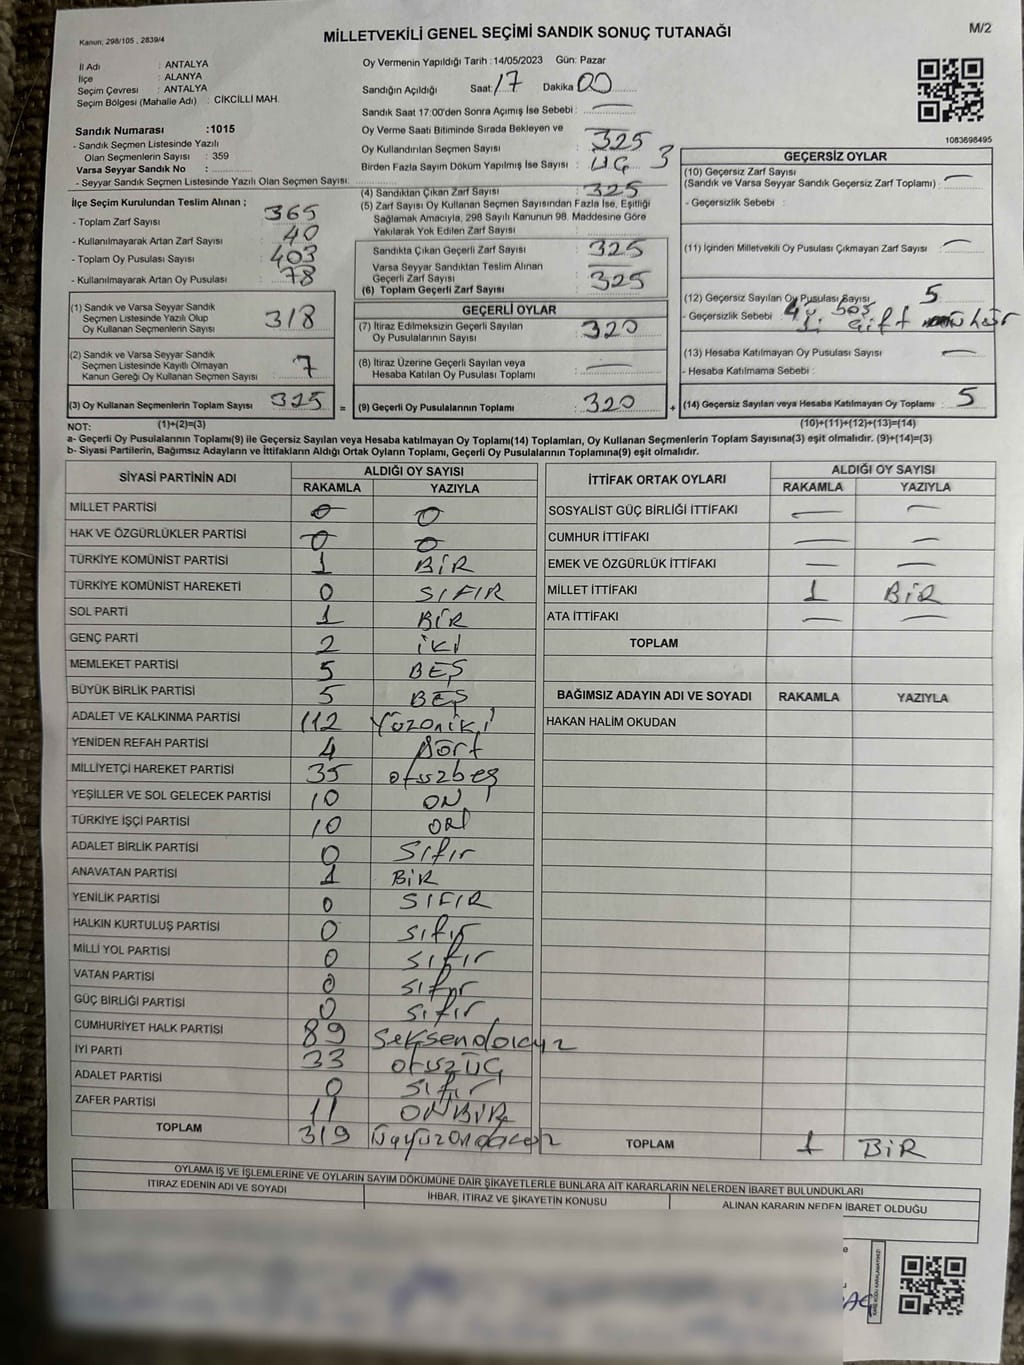 Kanun; 298/105 , 2839/4
MİLLETVEKİLİ GENEL SEÇİMİ SANDIK SONUÇ TUTANAĞI
M/2
İl Adı : ANTALYA
İlçe : ALANYA
Seçim Çevresi : ANTALYA
Seçim Bölgesi (Mahalle Adı) : CİKCİLLİ MAH.
Sandık Numarası :1015
- Sandık Seçmen Listesinde Yazılı
Olan Seçmenlerin Sayısı : 359
Varsa Seyyar Sandık No :
- Seyyar Sandık Seçmen Listesinde Yazılı Olan Seçmen Sayısı:
Oy Vermenin Yapıldığı Tarih : 14/05/2023 Gün: Pazar
Sandığın Açıldığı Saat: 17 Dakika 00
Sandık Saat 17:00'den Sonra Açımış İse Sebebi : —
Oy Verme Saati Bitiminde Sırada Bekleyen ve
Oy Kullandırılan Seçmen Sayısı : 325
Birden Fazla Sayım Döküm Yapılmış İse Sayısı : ÜÇ 3
1083698495
İlçe Seçim Kurulundan Teslim Alınan ;
- Toplam Zarf Sayısı : 365
- Kullanılmayarak Artan Zarf Sayısı : 40
- Toplam Oy Pusulası Sayısı : 403
- Kullanılmayarak Artan Oy Pusulası : 78
(1) Sandık ve Varsa Seyyar Sandık
Seçmen Listesinde Yazılı Olup
Oy Kullanan Seçmenlerin Sayısı : 318
(2) Sandık ve Varsa Seyyar Sandık
Seçmen Listesinde Kayıtlı Olmayan
Kanun Gereği Oy Kullanan Seçmen Sayısı : 7
(3) Oy Kullanan Seçmenlerin Toplam Sayısı : 325 =
(1)+(2)=(3)
(4) Sandıktan Çıkan Zarf Sayısı : 325
(5) Zarf Sayısı Oy Kullanan Seçmen Sayısından Fazla İse, Eşitliği
Sağlamak Amacıyla, 298 Sayılı Kanunun 98. Maddesine Göre
Yakılarak Yok Edilen Zarf Sayısı :
Sandıkta Çıkan Geçerli Zarf Sayısı : 325
Varsa Seyyar Sandıktan Teslim Alınan
Geçerli Zarf Sayısı :
(6) Toplam Geçerli Zarf Sayısı : 325
GEÇERLİ OYLAR
(7) İtiraz Edilmeksizin Geçerli Sayılan
Oy Pusulalarının Sayısı : 320
(8) İtiraz Üzerine Geçerli Sayılan veya
Hesaba Katılan Oy Pusulası Toplamı : —
(9) Geçerli Oy Pusulalarının Toplamı : 320 +
GEÇERSİZ OYLAR
(10) Geçersiz Zarf Sayısı
(Sandık ve Varsa Seyyar Sandık Geçersiz Zarf Toplamı) : —
- Geçersizlik Sebebi :
(11) İçinden Milletvekili Oy Pusulası Çıkmayan Zarf Sayısı : —
(12) Geçersiz Sayılan Oy Pusulası Sayısı : 5
- Geçersizlik Sebebi : 4 boş
1 çift mühür
(13) Hesaba Katılmayan Oy Pusulası Sayısı : —
- Hesaba Katılmama Sebebi :
(14) Geçersiz Sayılan veya Hesaba Katılmayan Oy Toplamı : 5
(10)+(11)+(12)+(13)=(14)
NOT:
a- Geçerli Oy Pusulalarının Toplamı(9) ile Geçersiz Sayılan veya Hesaba katılmayan Oy Toplamı(14) Toplamları, Oy Kullanan Seçmenlerin Toplam Sayısına(3) eşit olmalıdır. (9)+(14)=(3)
b- Siyasi Partilerin, Bağımsız Adayların ve İttifakların Aldığı Ortak Oyların Toplamı, Geçerli Oy Pusulalarının Toplamına(9) eşit olmalıdır.
SİYASİ PARTİNİN ADI ALDIĞI OY SAYISI
RAKAMLA YAZIYLA
MİLLET PARTİSİ 0 0
HAK VE ÖZGÜRLÜKLER PARTİSİ 0 0
TÜRKİYE KOMÜNİST PARTİSİ 1 BİR
TÜRKİYE KOMÜNİST HAREKETİ 0 SIFIR
SOL PARTİ 1 BİR
GENÇ PARTİ 2 İKİ
MEMLEKET PARTİSİ 5 BEŞ
BÜYÜK BİRLİK PARTİSİ 5 BEŞ
ADALET VE KALKINMA PARTİSİ 112 Yüzoniki
YENİDEN REFAH PARTİSİ 4 Dört
MİLLİYETÇİ HAREKET PARTİSİ 35 otuzbeş
YEŞİLLER VE SOL GELECEK PARTİSİ 10 ON
TÜRKİYE İŞÇİ PARTİSİ 10 ON
ADALET BİRLİK PARTİSİ 0 Sıfır
ANAVATAN PARTİSİ 1 BİR
YENİLİK PARTİSİ 0 SIFIR
HALKIN KURTULUŞ PARTİSİ 0 sıfır
MİLLİ YOL PARTİSİ 0 sıfır
VATAN PARTİSİ 0 sıfır
GÜÇ BİRLİĞİ PARTİSİ 0 sıfır
CUMHURİYET HALK PARTİSİ 89 Seksendokuz
İYİ PARTİ 33 otuzüç
ADALET PARTİSİ 0 sıfır
ZAFER PARTİSİ 11 ONBİR
TOPLAM 319 Üçyüzondokuz
İTTİFAK ORTAK OYLARI ALDIĞI OY SAYISI
RAKAMLA YAZIYLA
SOSYALİST GÜÇ BİRLİĞİ İTTİFAKI — —
CUMHUR İTTİFAKI — —
EMEK VE ÖZGÜRLÜK İTTİFAKI — —
MİLLET İTTİFAKI 1 BİR
ATA İTTİFAKI — —
TOPLAM
BAĞIMSIZ ADAYIN ADI VE SOYADI RAKAMLA YAZIYLA
HAKAN HALİM OKUDAN
TOPLAM 1 BİR
OYLAMA İŞ VE İŞLEMLERİNE VE OYLARIN SAYIM DÖKÜMÜNE DAİR ŞİKAYETLERLE BUNLARA AİT KARARLARIN NELERDEN İBARET BULUNDUKLARI
İTİRAZ EDENİN ADI VE SOYADI İHBAR, İTİRAZ VE ŞİKAYETİN KONUSU ALINAN KARARIN NEDEN İBARET OLDUĞU